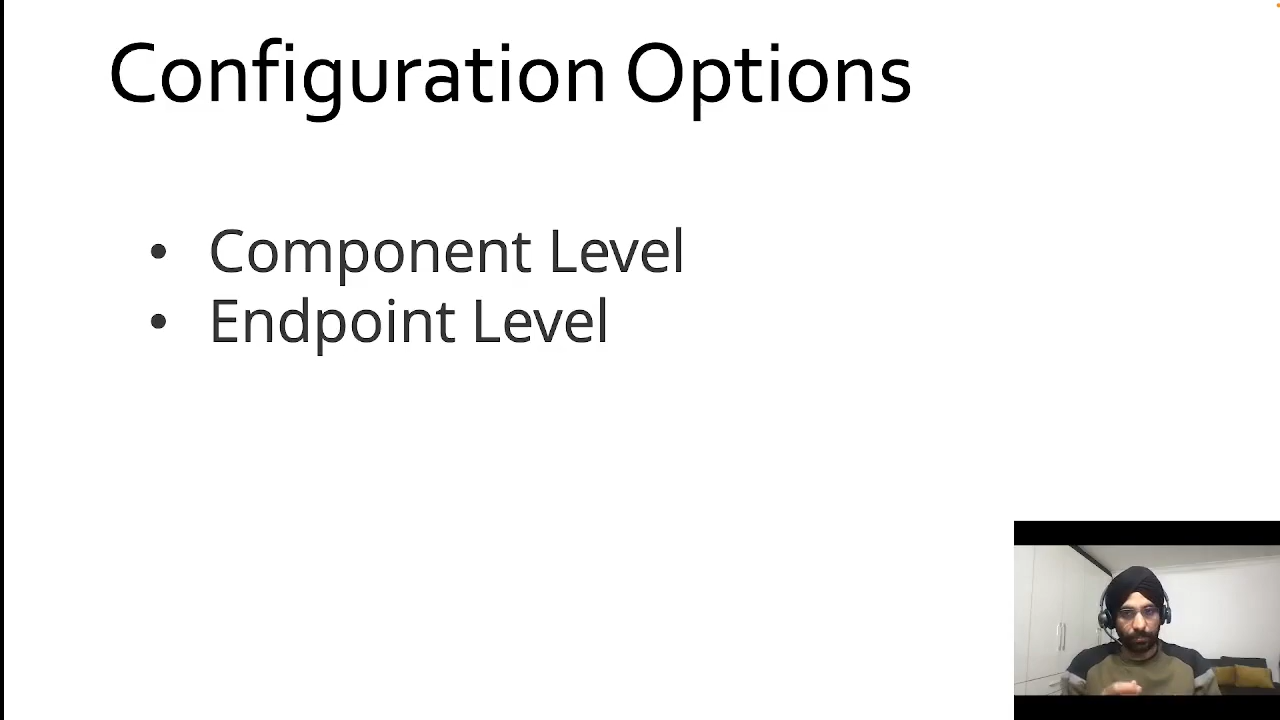 Configuration Options
• Component Level
• Endpoint Level